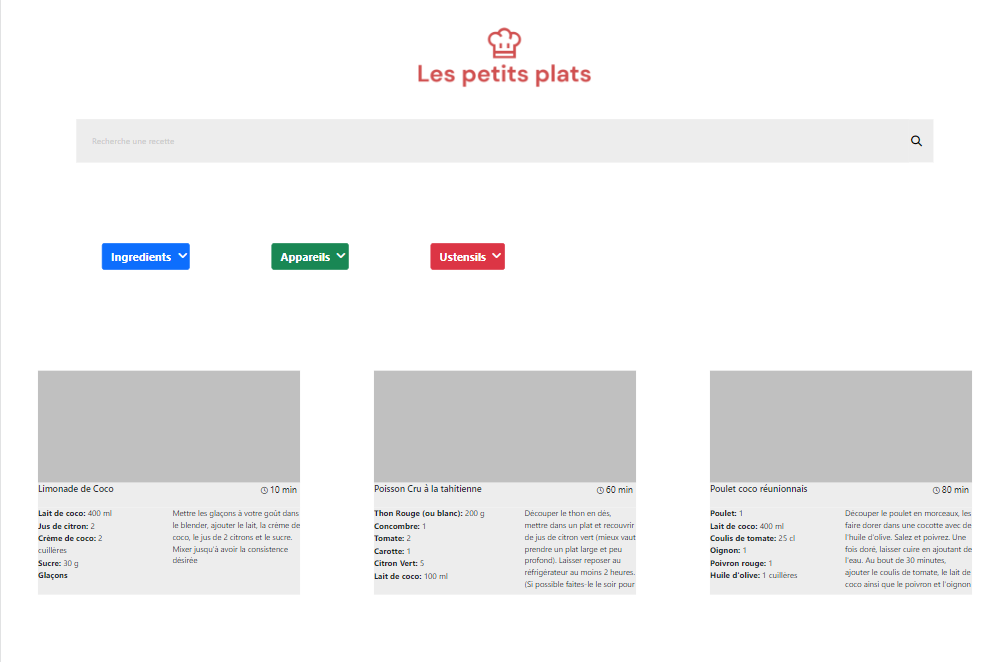 Les petits plats
Recherche une recette
Ingredients
Appareils
Ustensils
Limonade de Coco
10 min
Lait de coco: 400 ml
Jus de citron: 2
Crème de coco: 2
cuillères
Sucre: 30 g
Glaçons
Mettre les glaçons à votre goût dans
le blender, ajouter le lait, la crème de
coco, le jus de 2 citrons et le sucre.
Mixer jusqu'à avoir la consistence
désirée
Poisson Cru à la tahitienne
60 min
Thon Rouge (ou blanc): 200 g
Concombre: 1
Tomate: 2
Carotte: 1
Citron Vert: 5
Lait de coco: 100 ml
Découper le thon en dés,
mettre dans un plat et recouvrir
de jus de citron vert (mieux vaut
prendre un plat large et peu
profond). Laisser reposer au
réfrigérateur au moins 2 heures.
(Si possible faites-le le soir pour
Poulet coco réunionnais
80 min
Poulet: 1
Lait de coco: 400 ml
Coulis de tomate: 25 cl
Oignon: 1
Poivron rouge: 1
Huile d'olive: 1 cuillères
Découper le poulet en morceaux, les
faire dorer dans une cocotte avec de
l'huile d'olive. Salez et poivrez. Une
fois doré, laisser cuire en ajoutant de
l'eau. Au bout de 30 minutes,
ajouter le coulis de tomate, le lait de
coco ainsi que le poivron et l'oignon